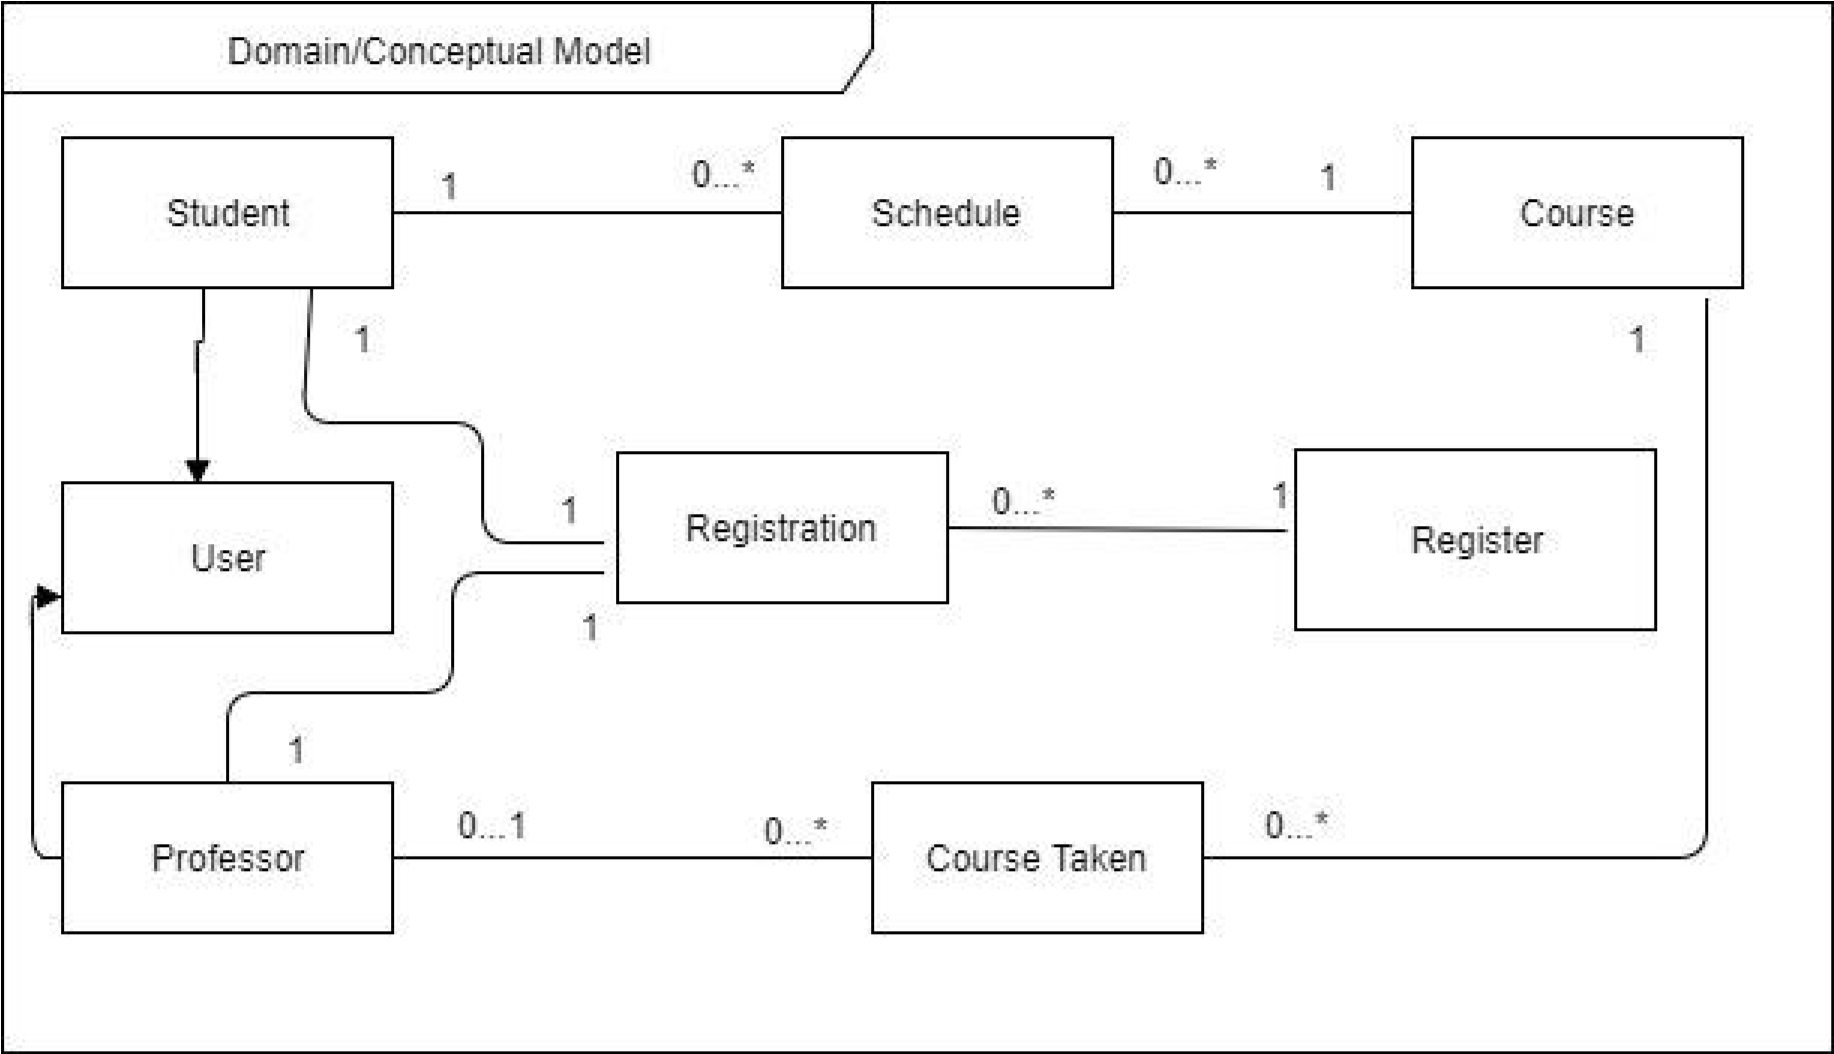 Domain/Conceptual Model
Student
1
0...*
Schedule
0...*
1
Course
1
1
User
1
Registration
0...*
1
Register
1
1
Professor
0...1
0...*
Course Taken
0...*